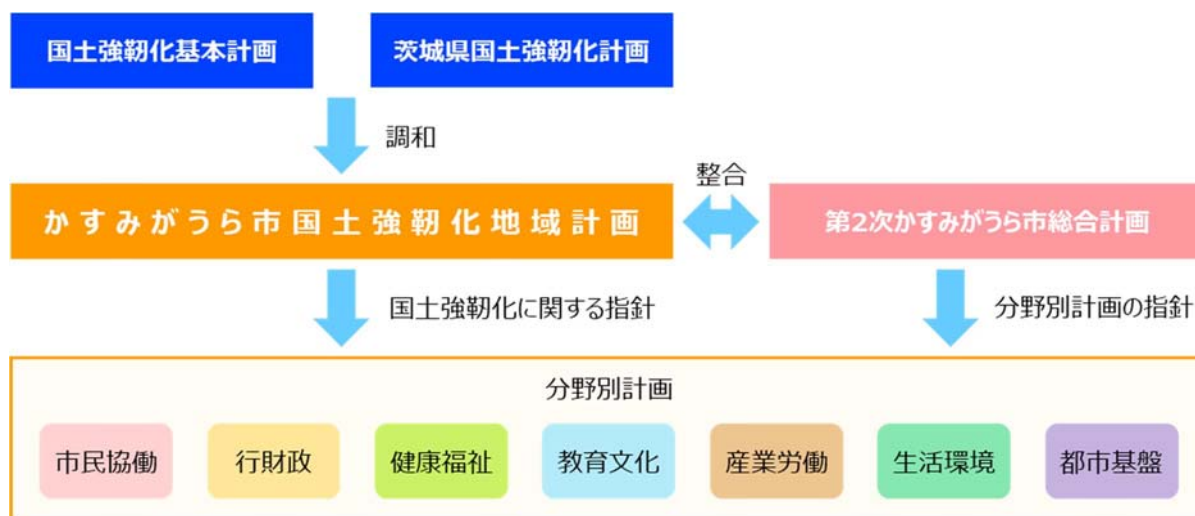 国土強靭化基本計画
茨城県国土強靭化計画
調和
整合
かすみがうら市国土強靭化地域計画
第2次かすみがうら市総合計画
国土強靭化に関する指針
分野別計画の指針
分野別計画
市民協働
行財政
健康福祉
教育文化
産業労働
生活環境
都市基盤